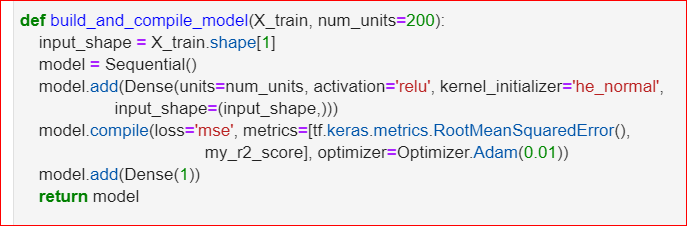 def build_and_compile_model(X_train, num_units=200):
    input_shape = X_train.shape[1]
    model = Sequential()
    model.add(Dense(units=num_units, activation='relu', kernel_initializer='he_normal',
                    input_shape=(input_shape,)))
    model.compile(loss='mse', metrics=[tf.keras.metrics.RootMeanSquaredError(),
                                       my_r2_score], optimizer=Optimizer.Adam(0.01))
    model.add(Dense(1))
    return model